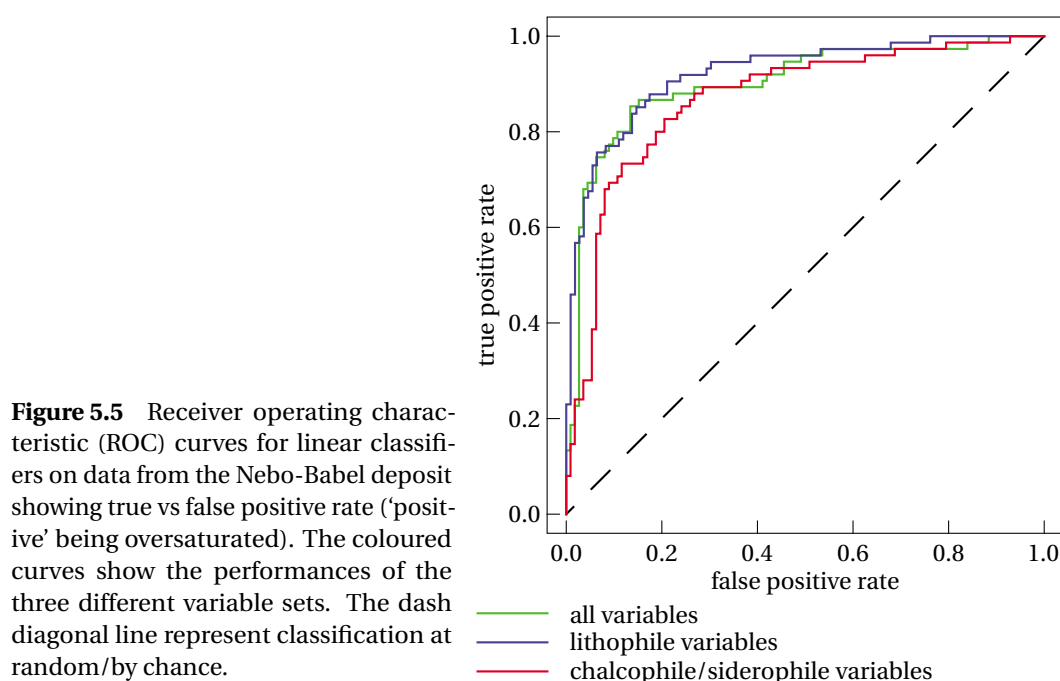 Figure 5.5 Receiver operating charac-
teristic (ROC) curves for linear classifi-
ers on data from the Nebo-Babel deposit
showing true vs false positive rate (‘posit-
ive’ being oversaturated). The coloured
curves show the performances of the
three different variable sets. The dash
diagonal line represent classification at
random/by chance.
true positive rate
1.0
0.8
0.6
0.4
0.2
0.0
0.0 0.2 0.4 0.6 0.8 1.0
false positive rate
all variables
lithophile variables
chalcophile/siderophile variables